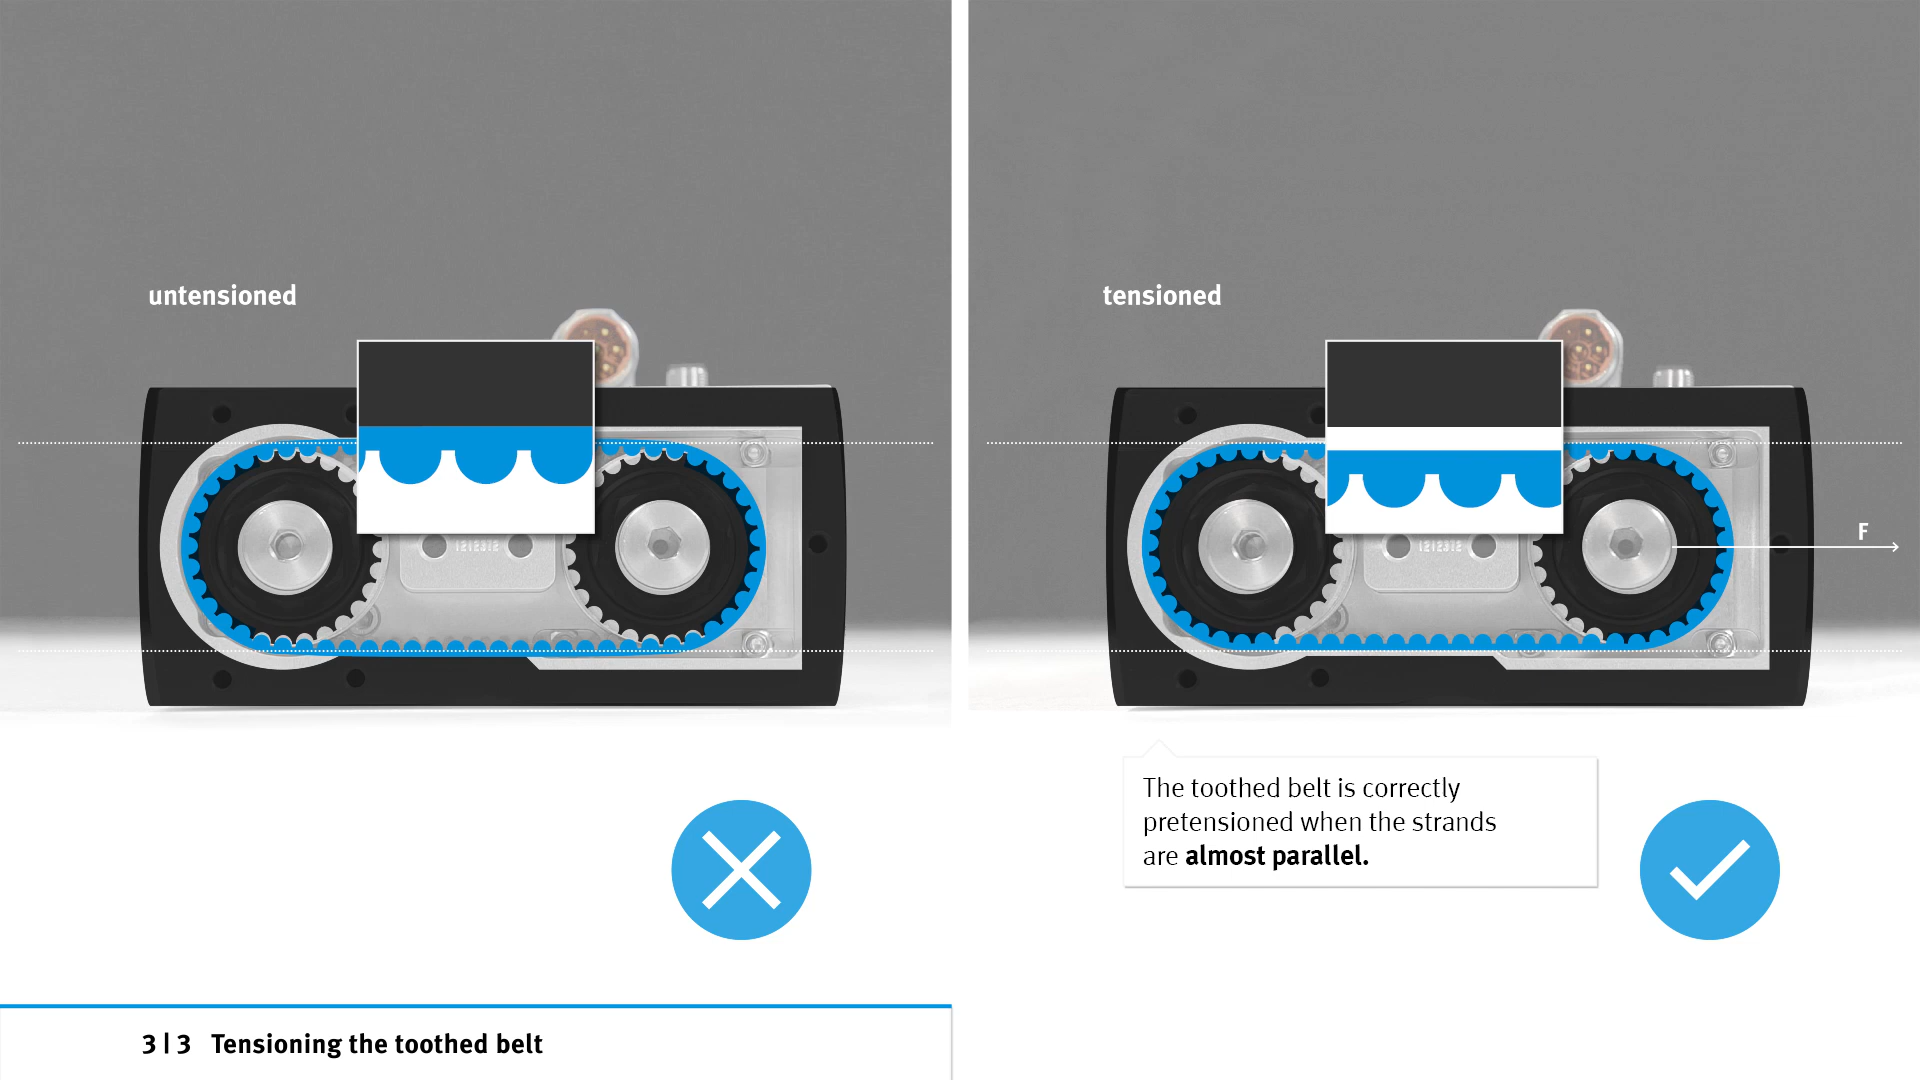 untensioned
tensioned
F
The toothed belt is correctly
pretensioned when the strands
are almost parallel.
3|3 Tensioning the toothed belt